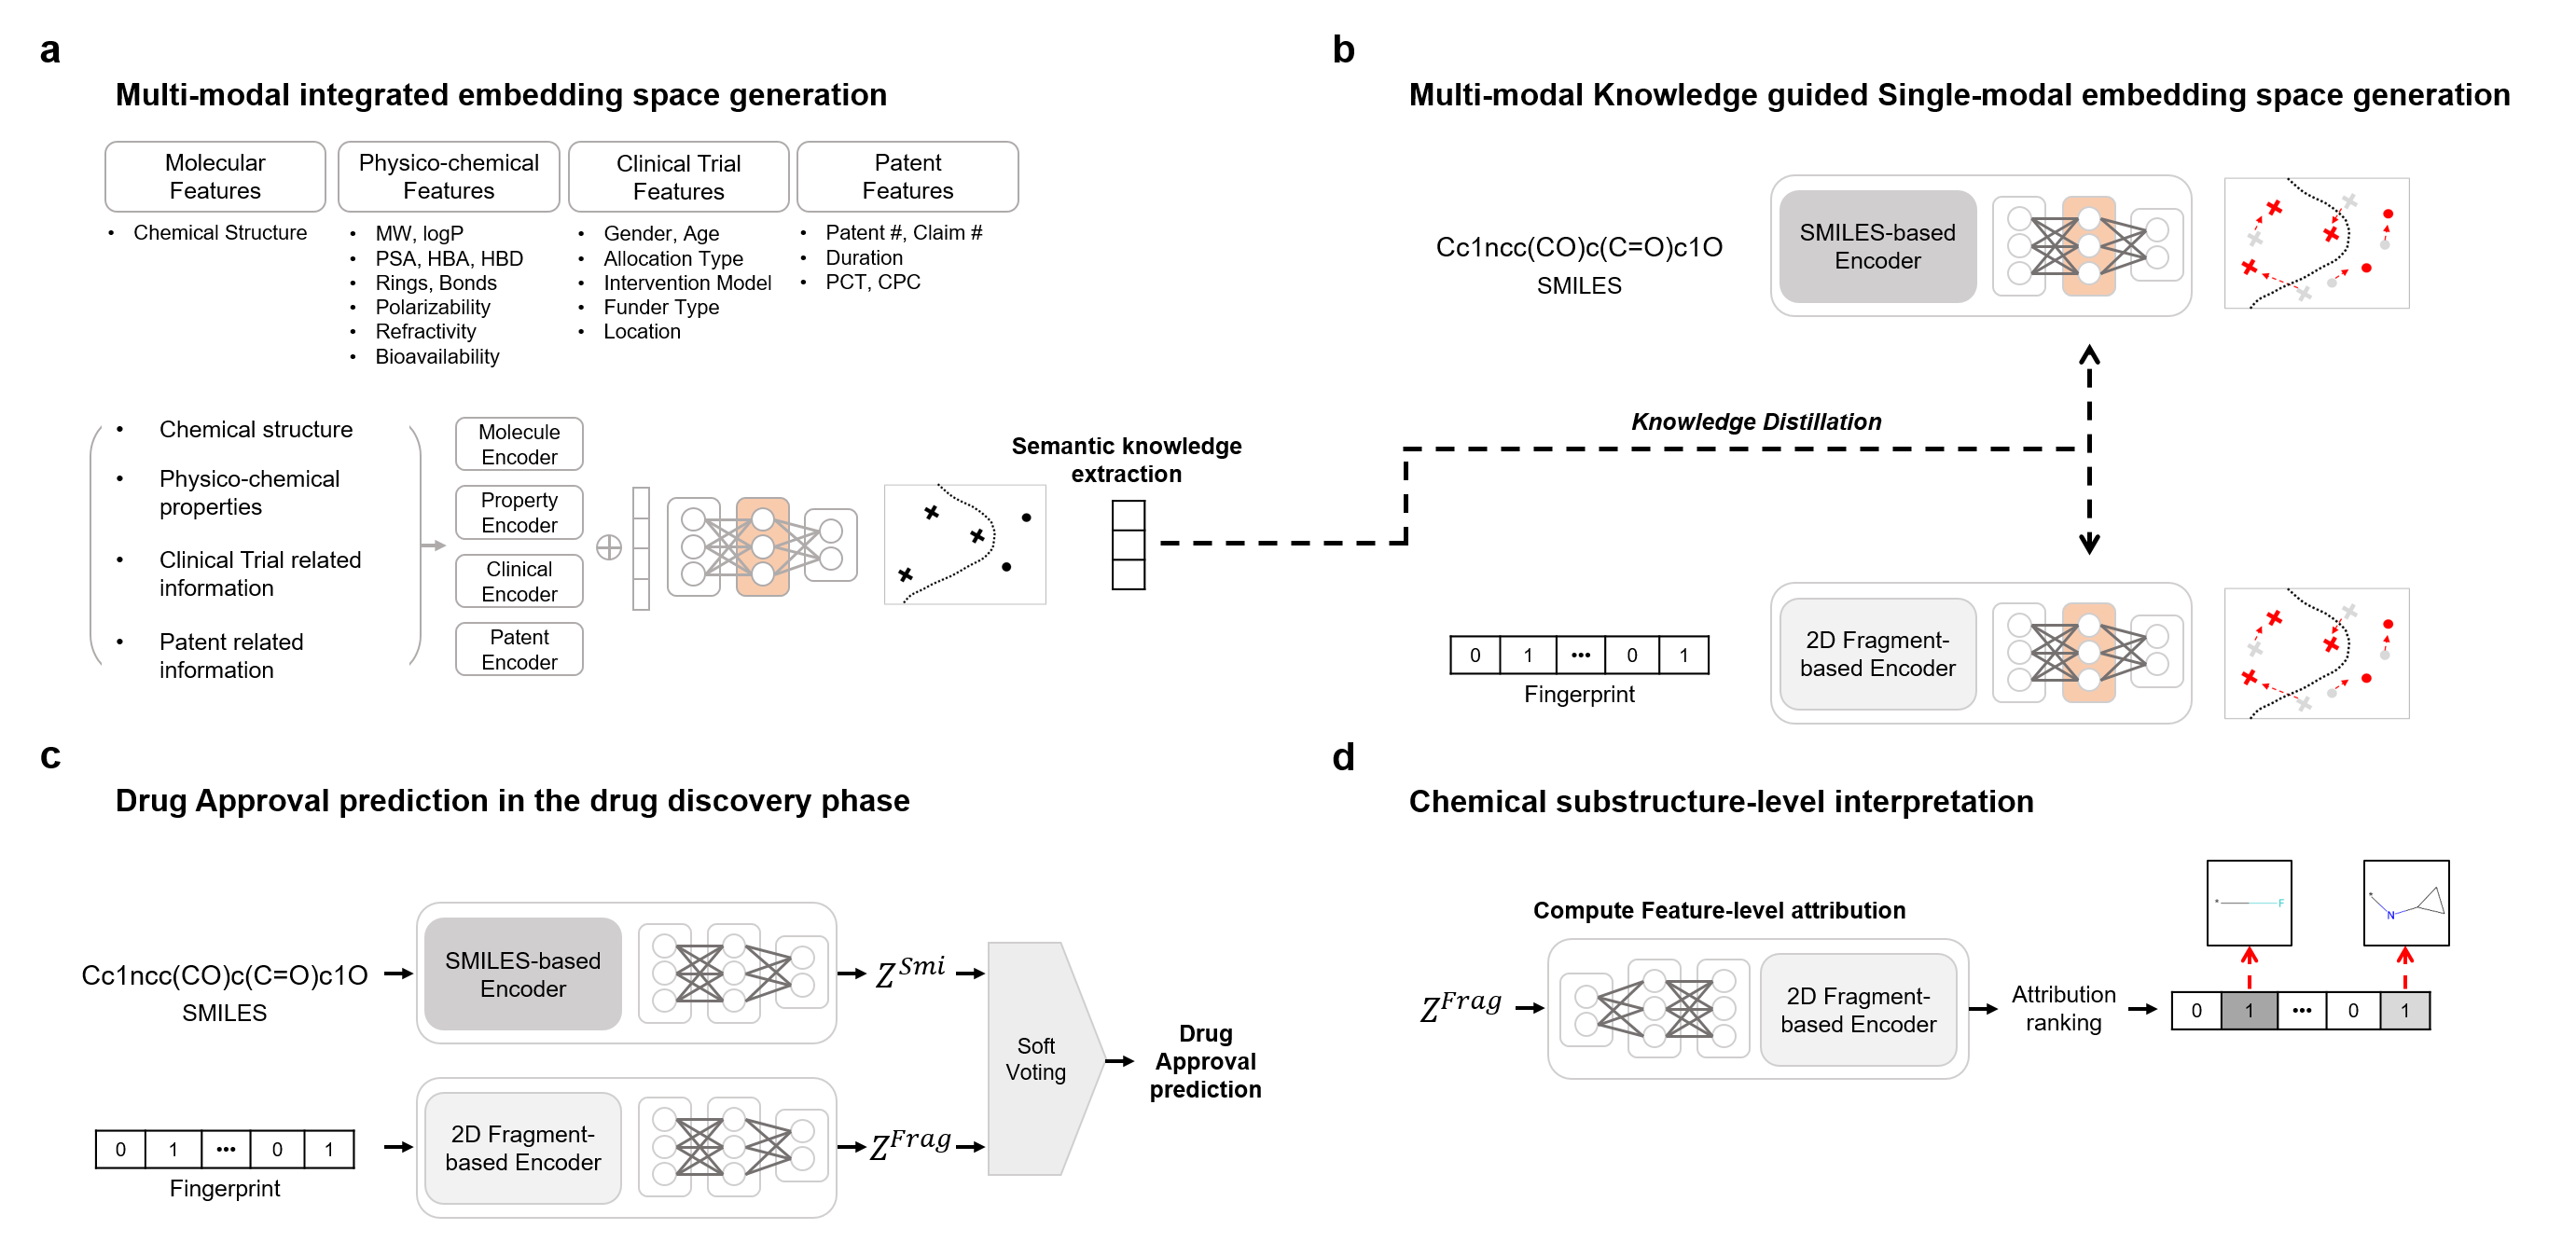 a
Multi-modal integrated embedding space generation
Molecular
Features
• Chemical Structure
Physico-chemical
Features
• MW, logP
• PSA, HBA, HBD
• Rings, Bonds
• Polarizability
• Refractivity
• Bioavailability
Clinical Trial
Features
• Gender, Age
• Allocation Type
• Intervention Model
• Funder Type
• Location
Patent
Features
• Patent #, Claim #
• Duration
• PCT, CPC
• Chemical structure
• Physico-chemical
properties
• Clinical Trial related
information
• Patent related
information
Molecule
Encoder
Property
Encoder
Clinical
Encoder
Patent
Encoder
Semantic knowledge
extraction
b
Multi-modal Knowledge guided Single-modal embedding space generation
Cc1ncc(CO)c(C=O)c1O
SMILES
SMILES-based
Encoder
Knowledge Distillation
0 1 ••• 0 1
Fingerprint
2D Fragment-
based Encoder
c
Drug Approval prediction in the drug discovery phase
Cc1ncc(CO)c(C=O)c1O
SMILES
SMILES-based
Encoder
Z^Smi
0 1 ••• 0 1
Fingerprint
2D Fragment-
based Encoder
Z^Frag
Soft
Voting
Drug
Approval
prediction
d
Chemical substructure-level interpretation
Compute Feature-level attribution
Z^Frag
2D Fragment-
based Encoder
Attribution
ranking
* F
* N
0 1 ••• 0 1